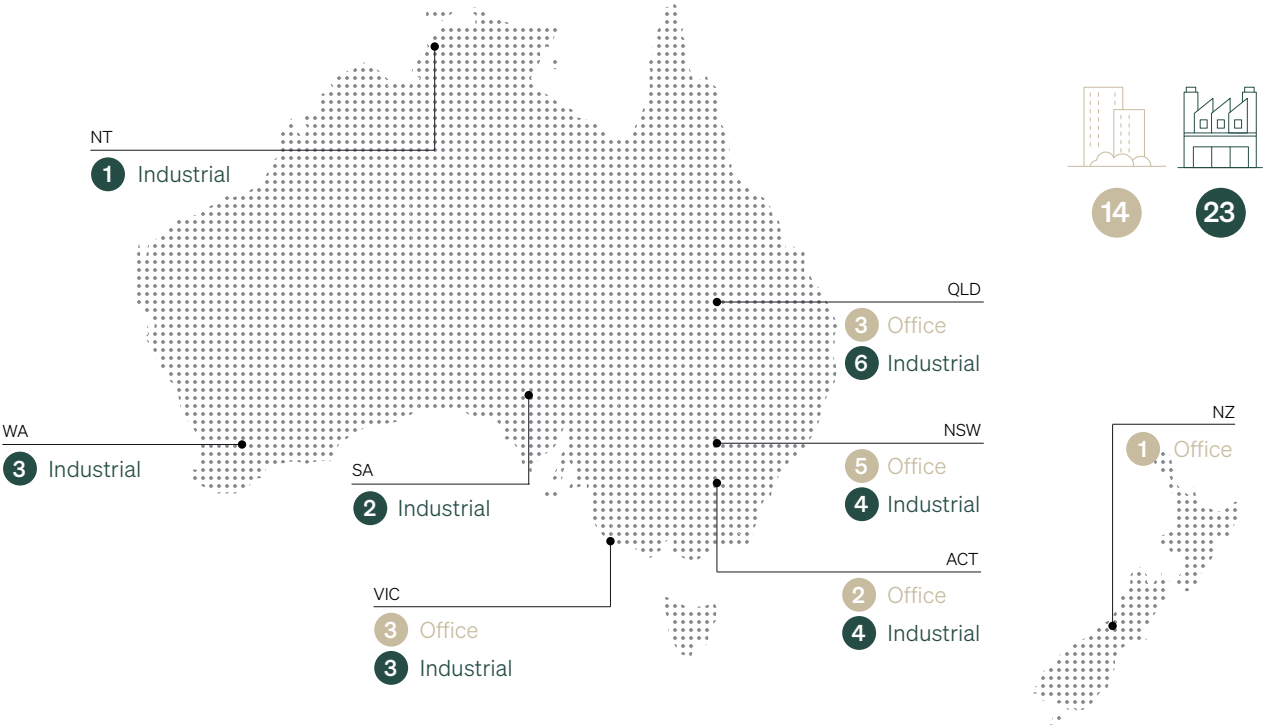 NT
1 Industrial
14
23
QLD
3 Office
6 Industrial
NZ
1 Office
WA
3 Industrial
NSW
5 Office
4 Industrial
SA
2 Industrial
ACT
2 Office
4 Industrial
VIC
3 Office
3 Industrial